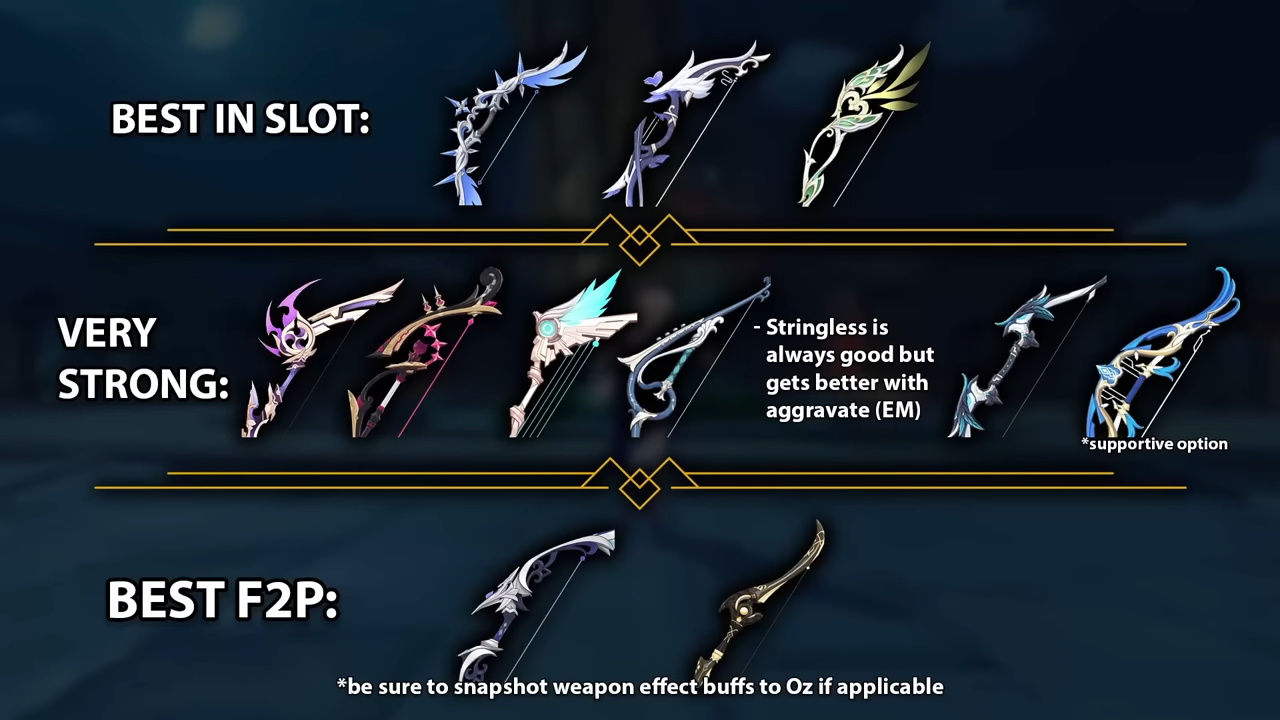 BEST IN SLOT:
VERY
STRONG:
- Stringless is
always good but
gets better with
aggravate (EM)
*supportive option
BEST F2P:
*be sure to snapshot weapon effect buffs to Oz if applicable